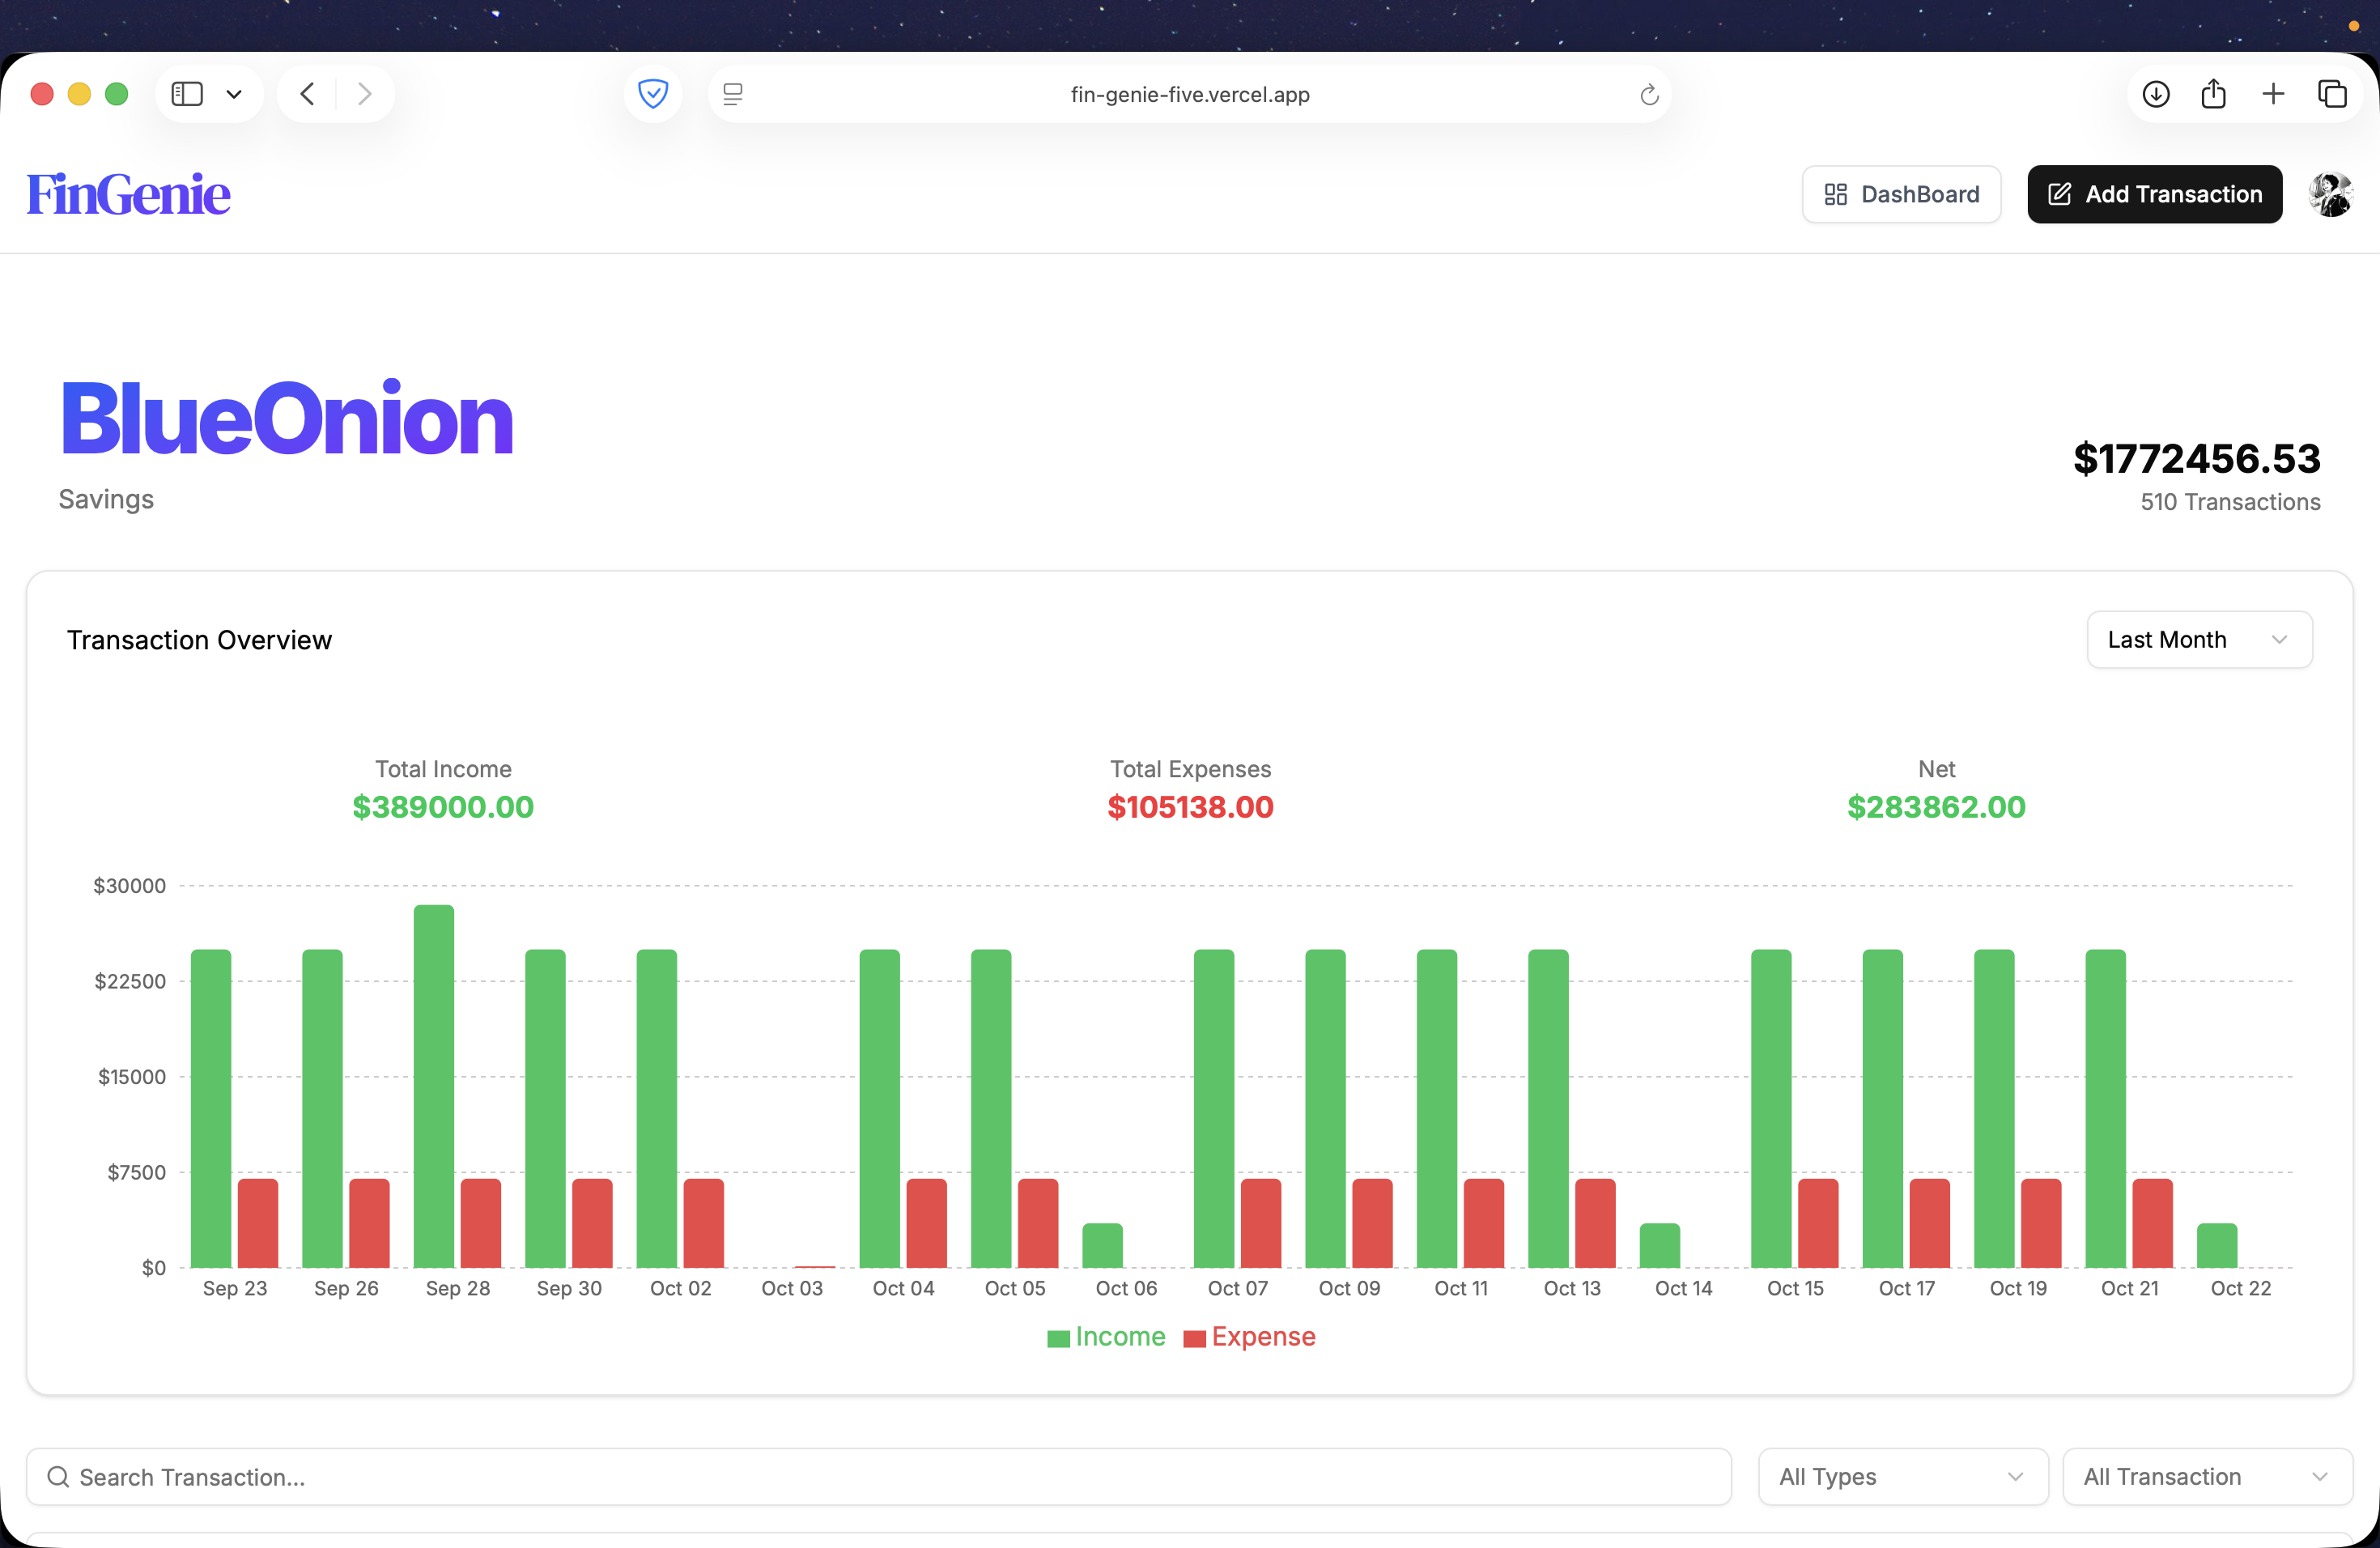 fin-genie-five.vercel.app
FinGenie
DashBoard
Add Transaction
BlueOnion
Savings
$1772456.53
510 Transactions
Transaction Overview
Last Month
Total Income
$389000.00
Total Expenses
$105138.00
Net
$283862.00
$30000
$22500
$15000
$7500
$0
Sep 23 Sep 26 Sep 28 Sep 30 Oct 02 Oct 03 Oct 04 Oct 05 Oct 06 Oct 07 Oct 09 Oct 11 Oct 13 Oct 14 Oct 15 Oct 17 Oct 19 Oct 21 Oct 22
Income Expense
Search Transaction...
All Types
All Transaction